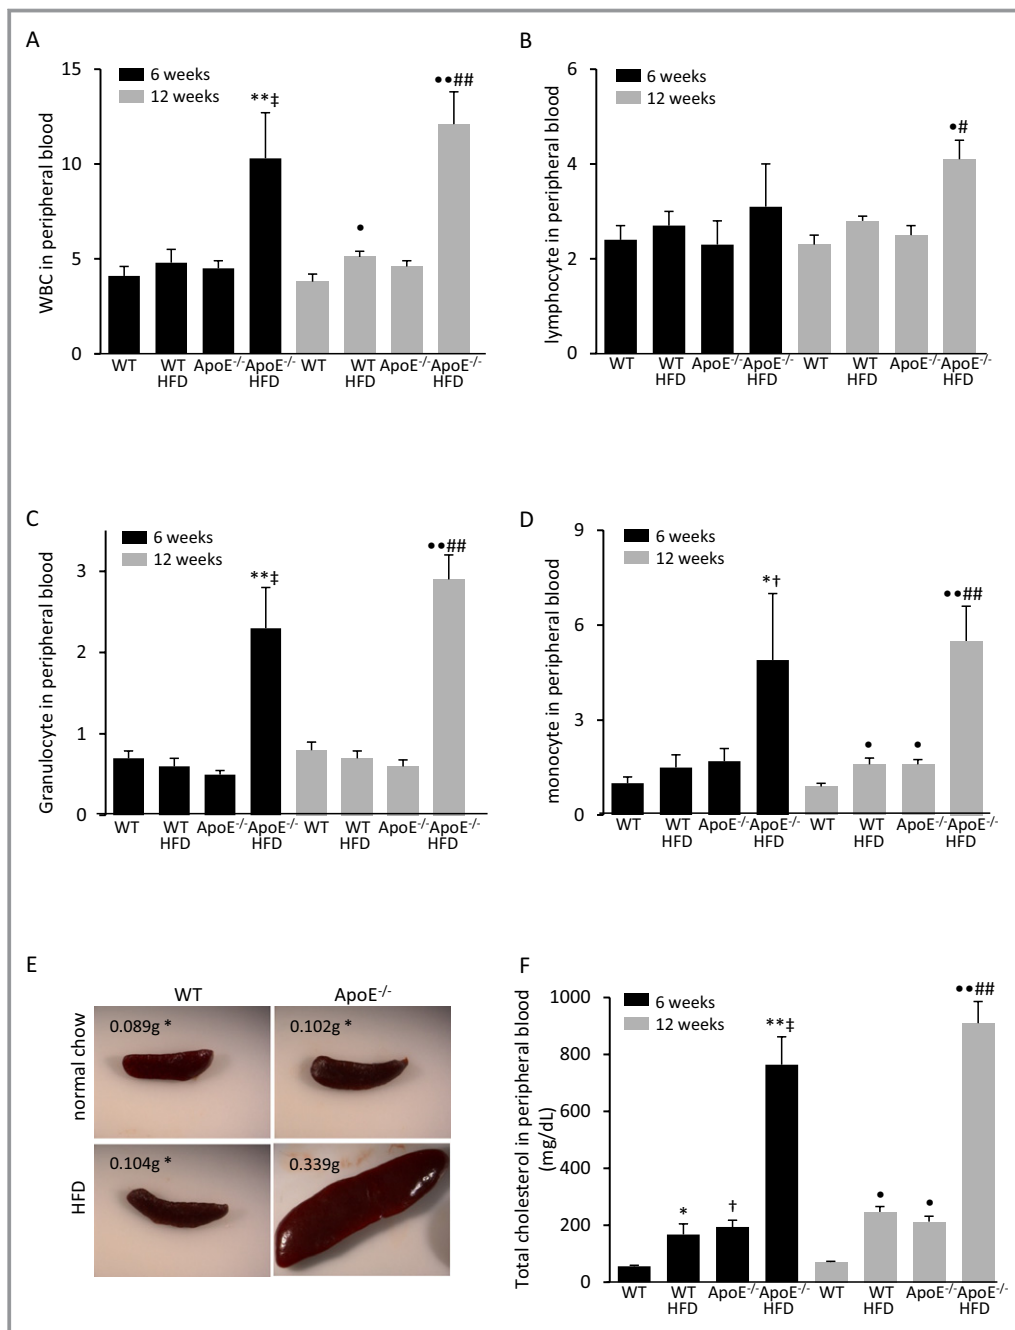 A
WBC in peripheral blood
15
10
5
0
6 weeks
12 weeks
**‡
•
••##
WT
WT HFD
ApoE-/-
ApoE-/- HFD
WT
WT HFD
ApoE-/-
ApoE-/- HFD
B
lymphocyte in peripheral blood
6
4
2
0
6 weeks
12 weeks
•#
WT
WT HFD
ApoE-/-
ApoE-/- HFD
WT
WT HFD
ApoE-/-
ApoE-/- HFD
C
Granulocyte in peripheral blood
3
2
1
0
6 weeks
12 weeks
**‡
••##
WT
WT HFD
ApoE-/-
ApoE-/- HFD
WT
WT HFD
ApoE-/-
ApoE-/- HFD
D
monocyte in peripheral blood
9
6
3
0
6 weeks
12 weeks
*†
•
•
••##
WT
WT HFD
ApoE-/-
ApoE-/- HFD
WT
WT HFD
ApoE-/-
ApoE-/- HFD
E
WT
ApoE-/-
normal chow
0.089g *
0.102g *
HFD
0.104g *
0.339g
F
Total cholesterol in peripheral blood
(mg/dL)
1000
800
600
400
200
0
6 weeks
12 weeks
*
†
**‡
•
•
••##
WT
WT HFD
ApoE-/-
ApoE-/- HFD
WT
WT HFD
ApoE-/-
ApoE-/- HFD